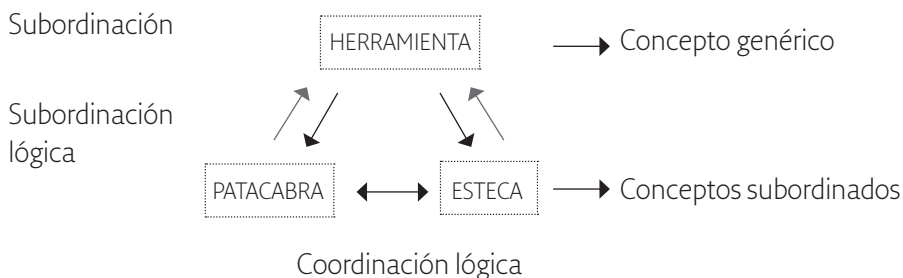 Subordinación
HERRAMIENTA
Concepto genérico
Subordinación
lógica
PATACABRA
ESTECA
Conceptos subordinados
Coordinación lógica